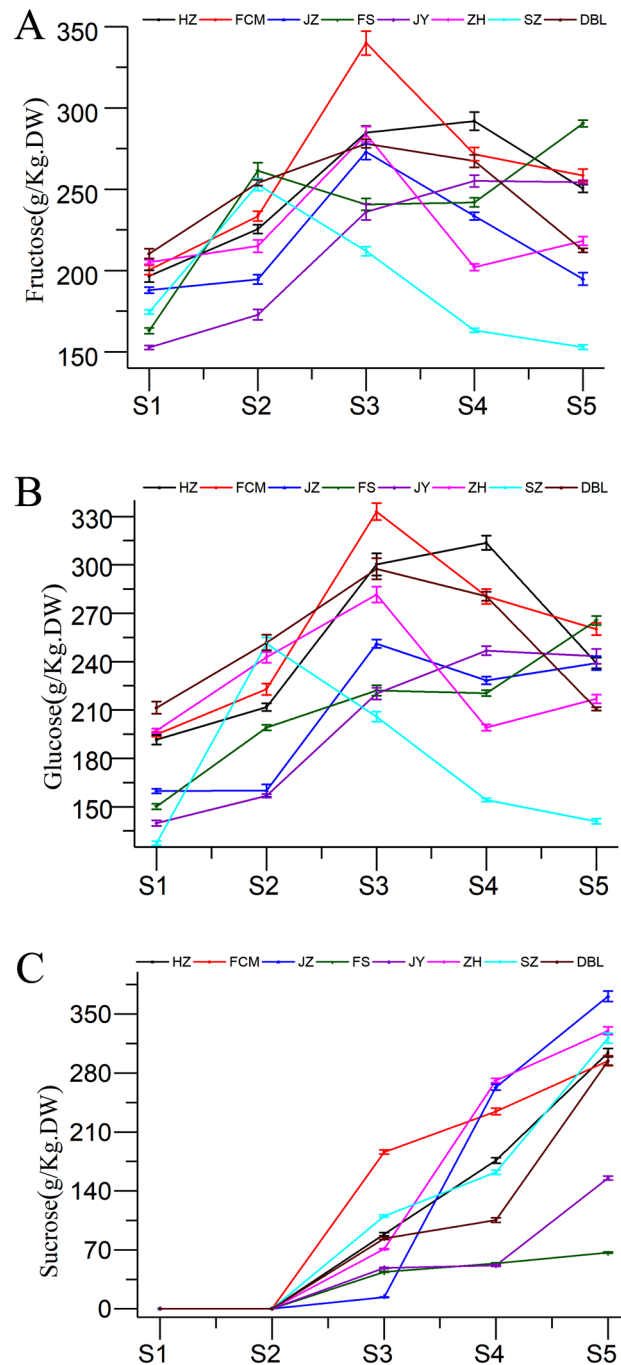 A
HZ FCM JZ FS JY ZH SZ DBL
350
300
250
200
150
Fructose(g/Kg.DW)
S1 S2 S3 S4 S5
B
HZ FCM JZ FS JY ZH SZ DBL
330
300
270
240
210
180
150
Glucose(g/Kg.DW)
S1 S2 S3 S4 S5
C
HZ FCM JZ FS JY ZH SZ DBL
350
280
210
140
70
0
Sucrose(g/Kg.DW)
S1 S2 S3 S4 S5